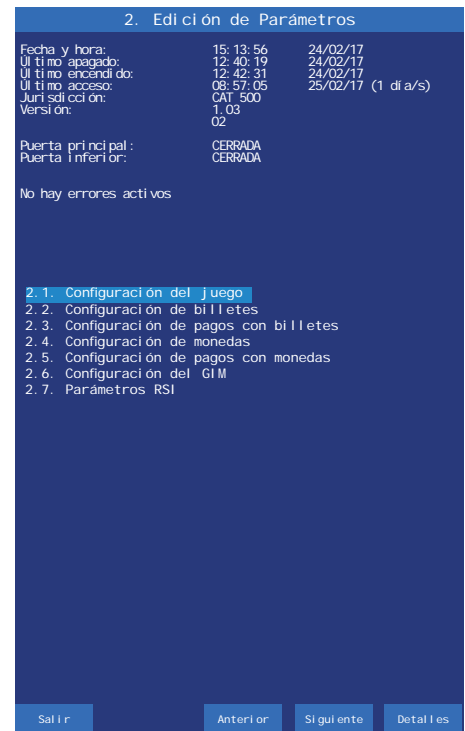 2. Edición de Parámetros
Fecha y hora: 15:13:56 24/02/17
Último apagado: 12:40:19 24/02/17
Último encendido: 12:42:31 24/02/17
Último acceso: 08:57:05 25/02/17 (1 día/s)
Jurisdicción: CAT 500
Versión: 1.03
02
Puerta principal: CERRADA
Puerta inferior: CERRADA
No hay errores activos
2.1. Configuración del juego
2.2. Configuración de billetes
2.3. Configuración de pagos con billetes
2.4. Configuración de monedas
2.5. Configuración de pagos con monedas
2.6. Configuración del GIM
2.7. Parámetros RSI
Salir Anterior Siguiente Detalles